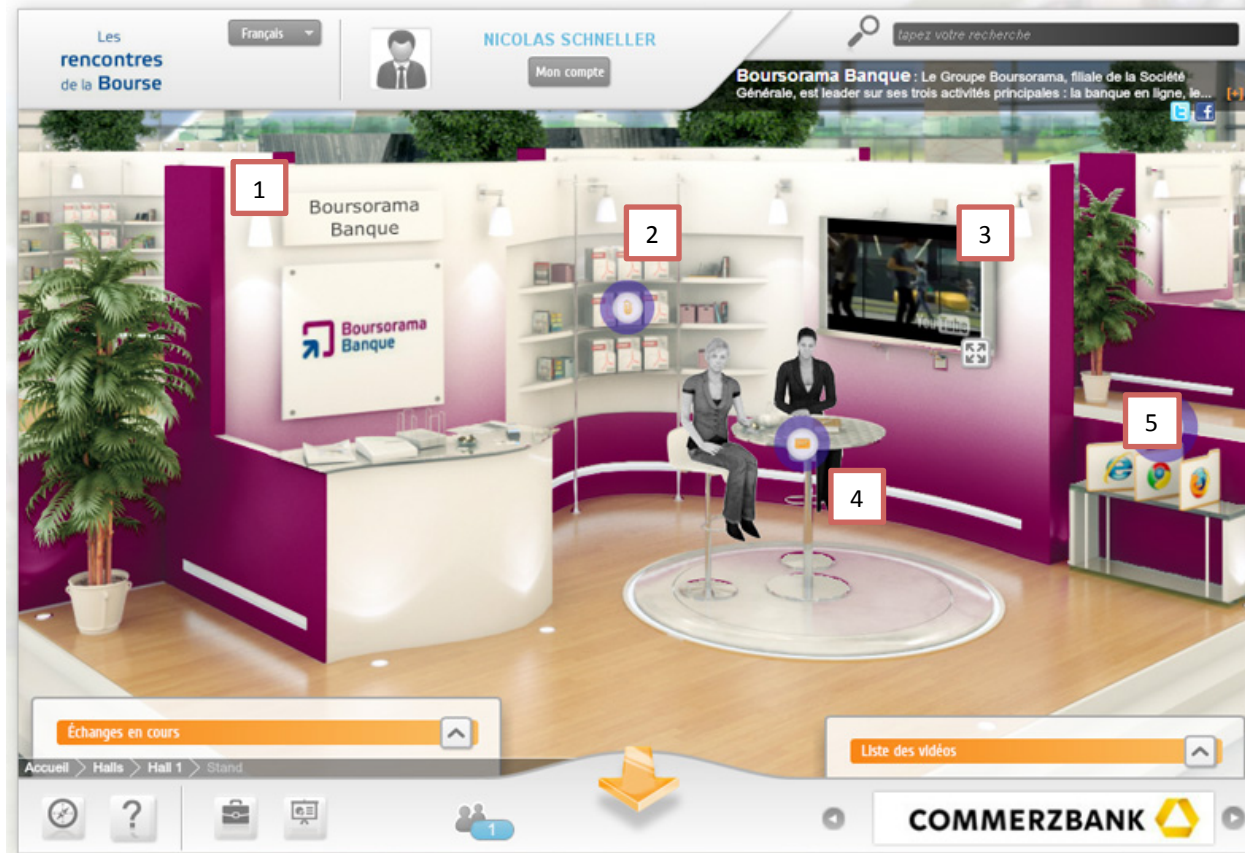 Les
rencontres
de la Bourse
Français
NICOLAS SCHNELLER
Mon compte
tapez votre recherche
Boursorama Banque : Le Groupe Boursorama, filiale de la Société
Générale, est leader sur ses trois activités principales : la banque en ligne, le... [+]
1
Boursorama
Banque
2
3
Boursorama
Banque
YouTube
4
5
Échanges en cours
Liste des vidéos
Accueil > Halls > Hall 1 > Stand
?
1
COMMERZBANK